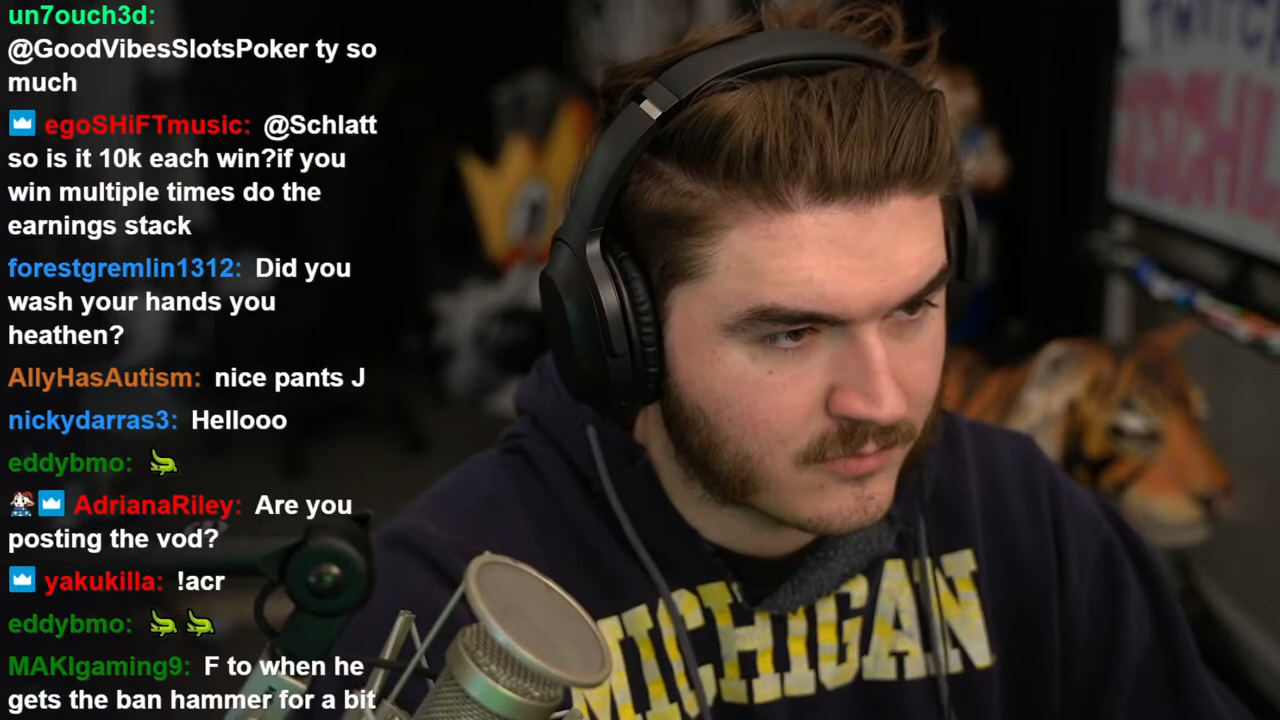 un7ouch3d:
@GoodVibesSlotsPoker ty so
much
egoSHiFTmusic: @Schlatt
so is it 10k each win?if you
win multiple times do the
earnings stack
forestgremlin1312: Did you
wash your hands you
heathen?
AllyHasAutism: nice pants J
nickydarras3: Hellooo
eddybmo:
AdrianaRiley: Are you
posting the vod?
yakukilla: !acr
eddybmo:
MAKIgaming9: F to when he
gets the ban hammer for a bit
MICHIGAN